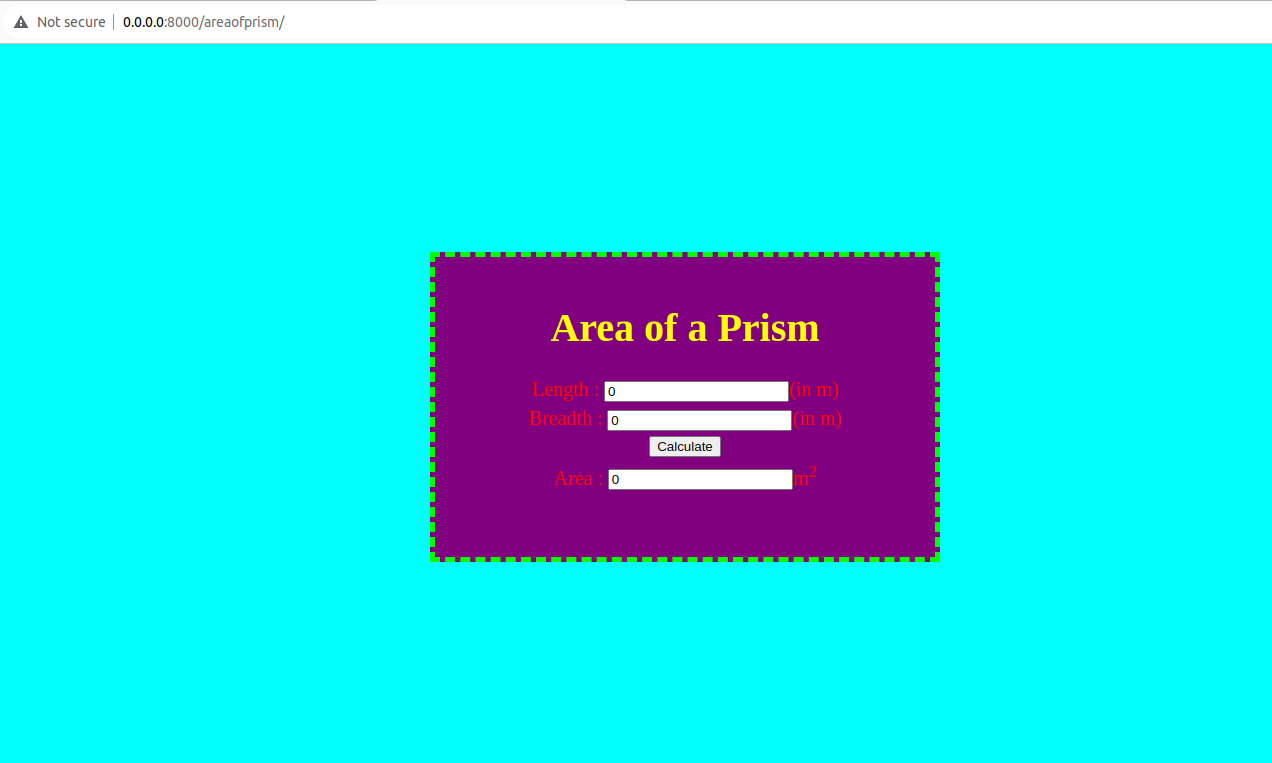 Not secure 0.0.0.0:8000/areaofprism/
Area of a Prism
Length : 0 (in m)
Breadth : 0 (in m)
Calculate
Area : 0 m²